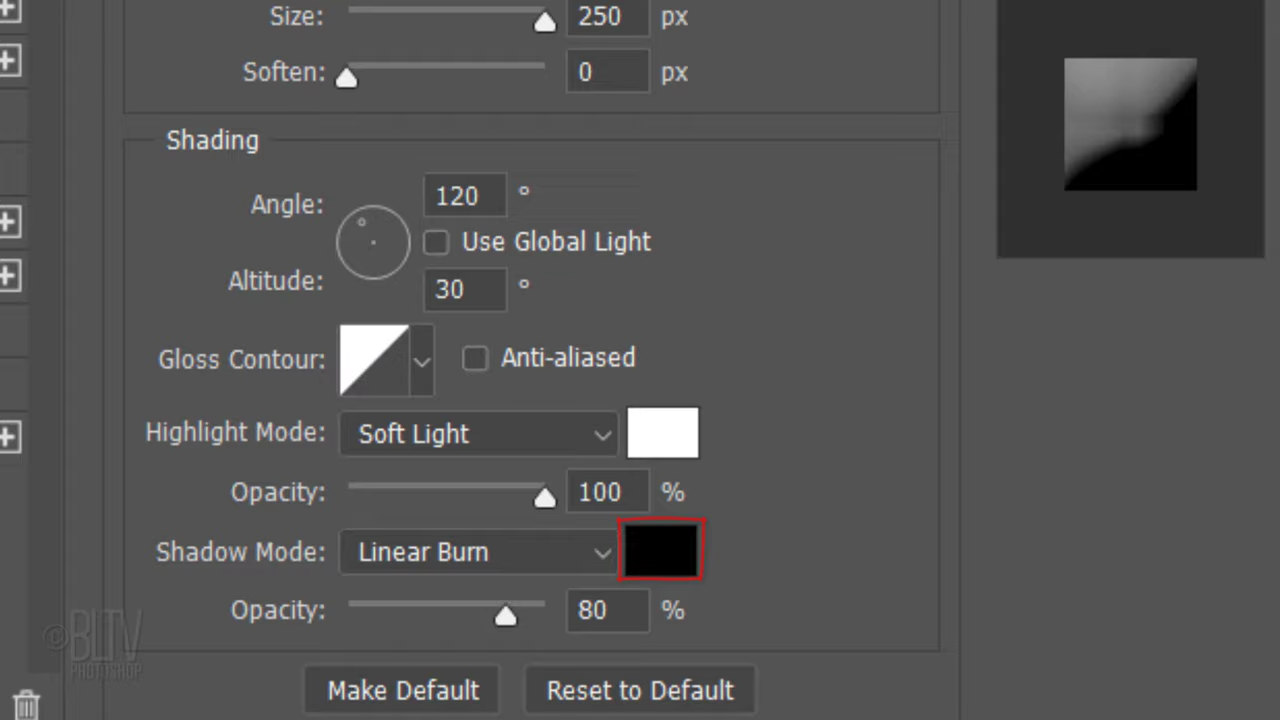 Size: 250 px
Soften: 0 px
Shading
Angle: 120 °
Use Global Light
Altitude: 30 °
Gloss Contour: Anti-aliased
Highlight Mode: Soft Light
Opacity: 100 %
Shadow Mode: Linear Burn
Opacity: 80 %
©BLTV
PHOTOSHOP
Make Default Reset to Default